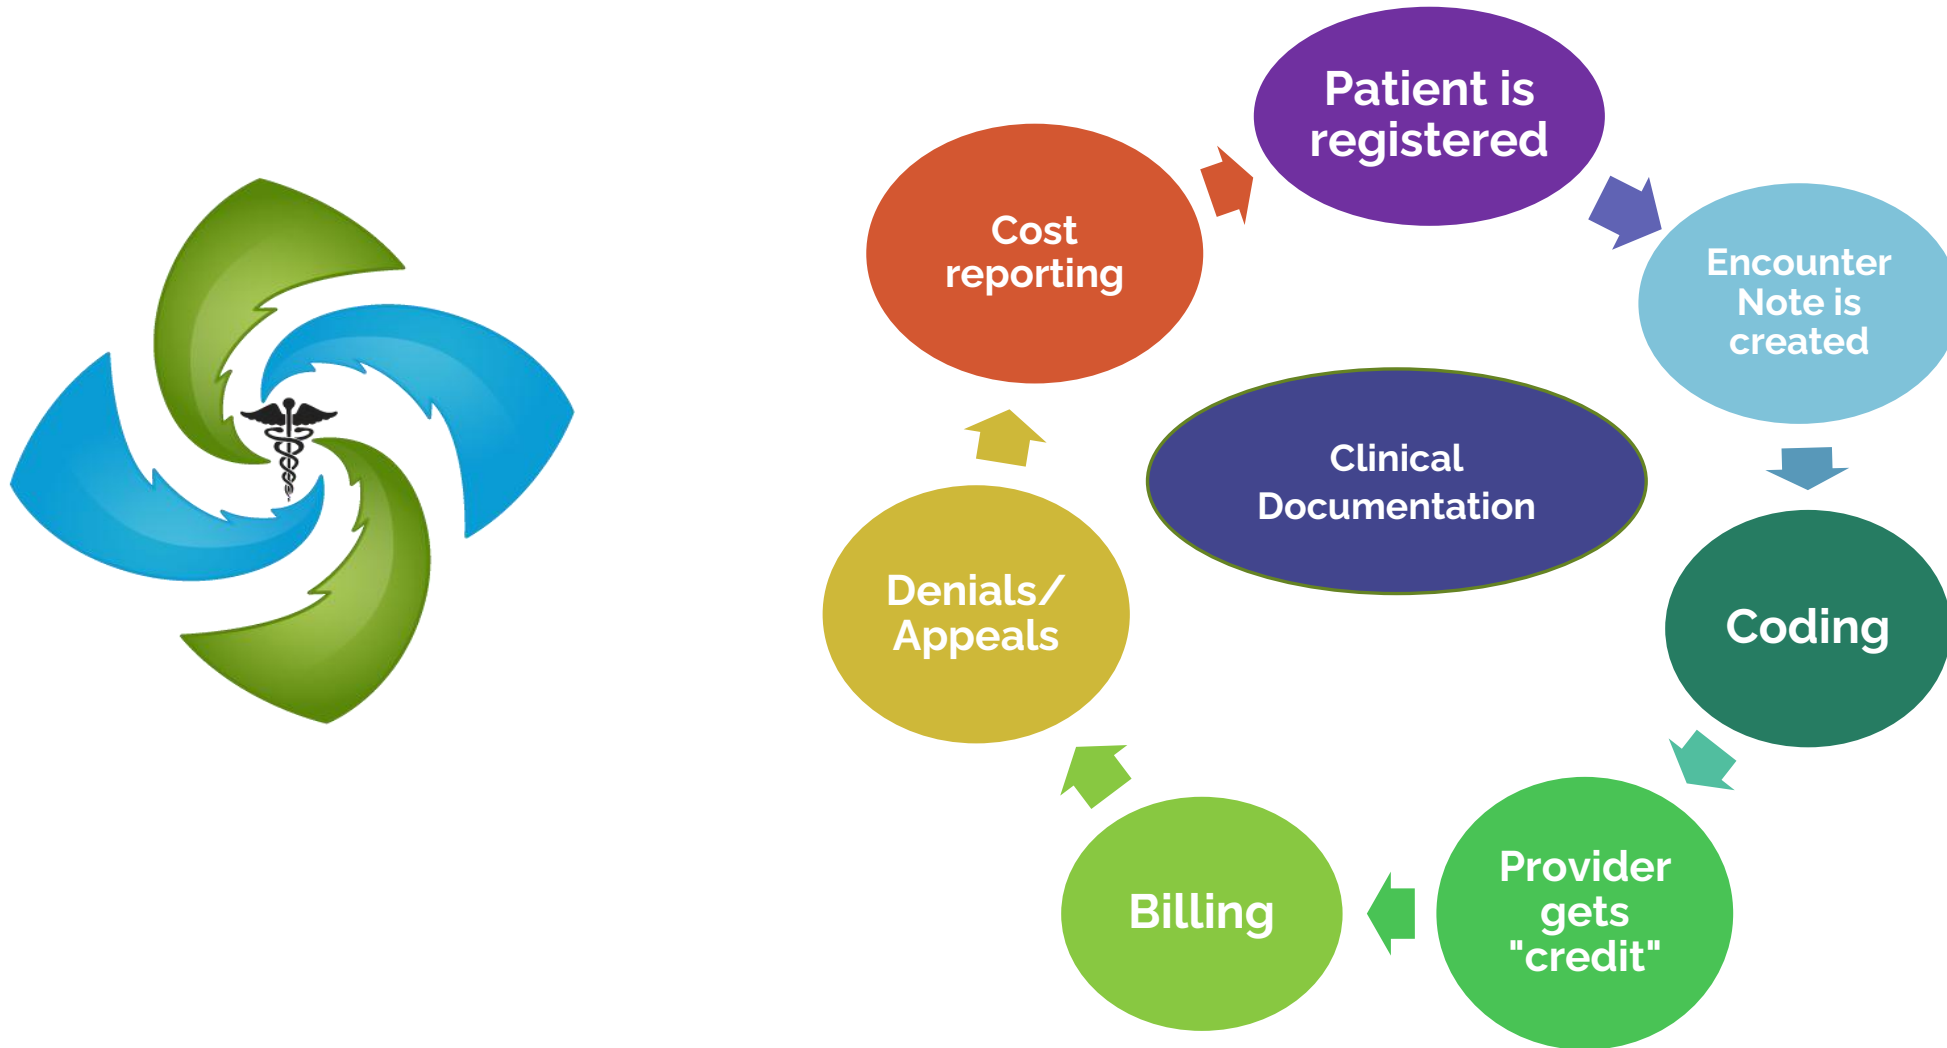 Patient is
registered
Encounter
Note is
created
Coding
Provider
gets
"credit"
Billing
Denials/
Appeals
Cost
reporting
Clinical
Documentation